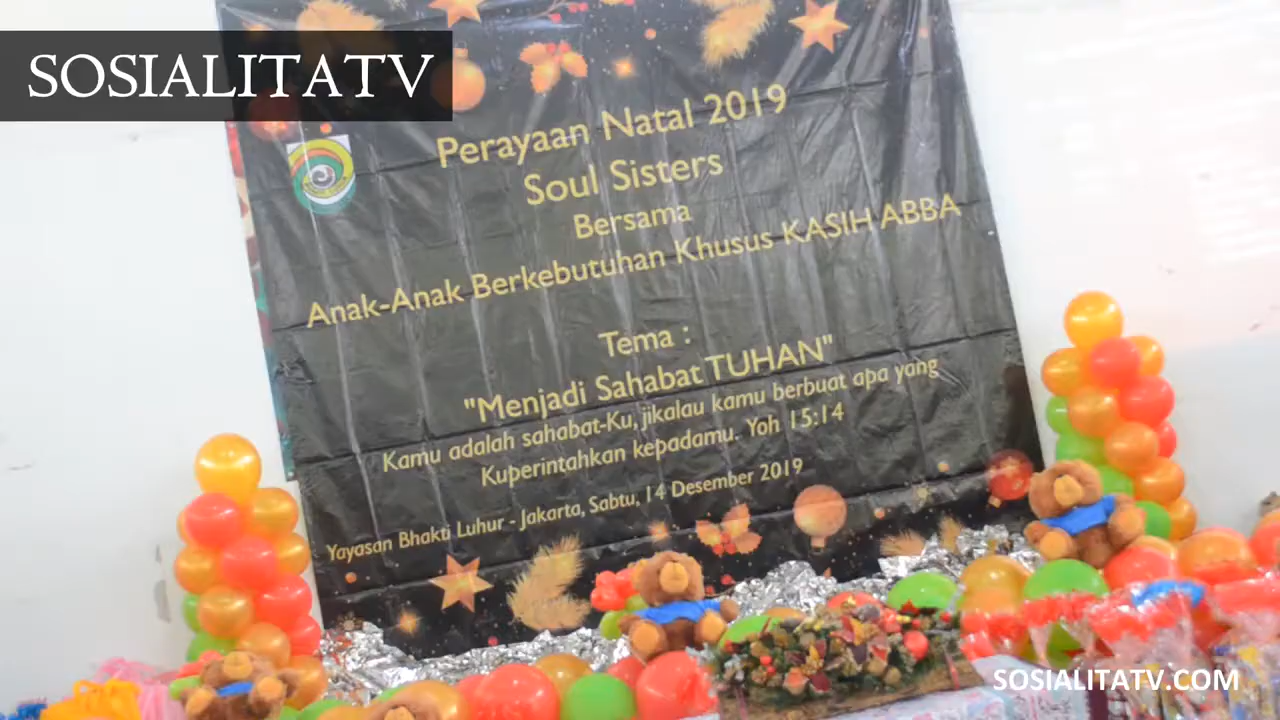 SOSIALITATV
Perayaan Natal 2019
Soul Sisters
Bersama
Anak-Anak Berkebutuhan Khusus KASIH ABBA
Tema :
"Menjadi Sahabat TUHAN"
Kamu adalah sahabat-Ku, jikalau kamu berbuat apa yang
Kuperintahkan kepadamu. Yoh 15:14
Yayasan Bhakti Luhur - Jakarta, Sabtu, 14 Desember 2019
SOSIALITATV.COM